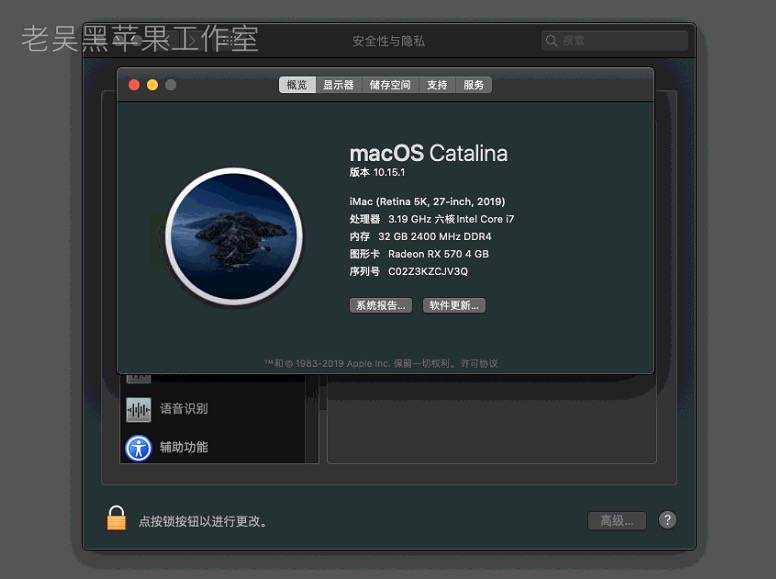 老吴黑苹果工作室
安全性与隐私
搜索
概览 显示器 储存空间 支持 服务
macOS Catalina
版本 10.15.1
iMac (Retina 5K, 27-inch, 2019)
处理器 3.19 GHz 六核Intel Core i7
内存 32 GB 2400 MHz DDR4
图形卡 Radeon RX 570 4 GB
序列号 C02Z3KZCJV3Q
系统报告... 软件更新...
™和© 1983-2019 Apple Inc. 保留一切权利。许可协议
语音识别
辅助功能
点按锁按钮以进行更改。
高级... ?